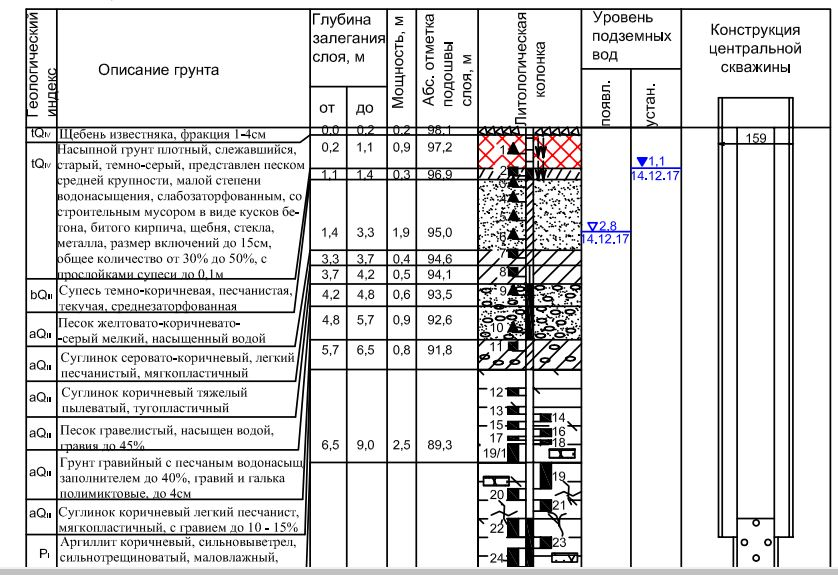 Геологический индекс
Описание грунта
Глубина
залегания
слоя, м
от
до
Мощность, м
Абс. отметка
подошвы
слоя, м
Литологическая
колонка
Уровень
подземных
вод
появл.
устан.
Конструкция
центральной
скважины
tQIV Щебень известняка, фракция 1-4см 0,0 0,2 0,2 98,1
tQIV
Насыпной грунт плотный, слежавшийся,
старый, темно-серый, представлен песком
средней крупности, малой степени
водонасыщения, слабозаторфованным, со
строительным мусором в виде кусков бе-
тона, битого кирпича, щебня, стекла,
металла, размер включений до 15см,
общее количество от 30% до 50%, с
прослойками супеси до 0,1м
bQIII
Супесь темно-коричневая, песчанистая,
текучая, среднезаторфованная
aQIII
Песок желтовато-коричневато-
серый мелкий, насыщенный водой
aQIII
Суглинок серовато-коричневый, легкий
песчанистый, мягкопластичный
aQIII
Суглинок коричневый тяжелый
пылеватый, тугопластичный
aQIII
Песок гравелистый, насыщен водой,
гравия до 45%
aQIII
Грунт гравийный с песчаным водонасыщ
заполнителем до 40%, гравий и галька
полимиктовые, до 4см
aQIII
Суглинок коричневый легкий песчанист,
мягкопластичный, с гравием до 10 - 15%
PI
Аргиллит коричневый, сильновыветрел,
сильнотрещиноватый, маловлажный,
0,2 1,1 0,9 97,2
1,1 1,4 0,3 96,9
1,4 3,3 1,9 95,0
3,3 3,7 0,4 94,6
3,7 4,2 0,5 94,1
4,2 4,8 0,6 93,5
4,8 5,7 0,9 92,6
5,7 6,5 0,8 91,8
6,5 9,0 2,5 89,3
1
2
3
4
5
6
7
8
9
10
11
12
13
14
15
16
17
18
19/1
19
20
21
22
23
24
2,8
14.12.17
1,1
14.12.17
159